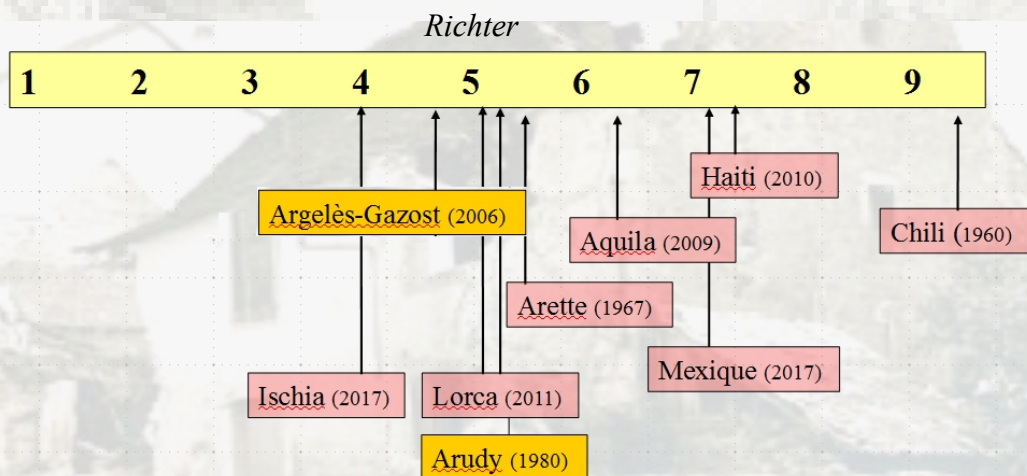 Richter
1 2 3 4 5 6 7 8 9
Haiti (2010)
Argelès-Gazost (2006)
Aquila (2009)
Chili (1960)
Arette (1967)
Mexique (2017)
Ischia (2017)
Lorca (2011)
Arudy (1980)